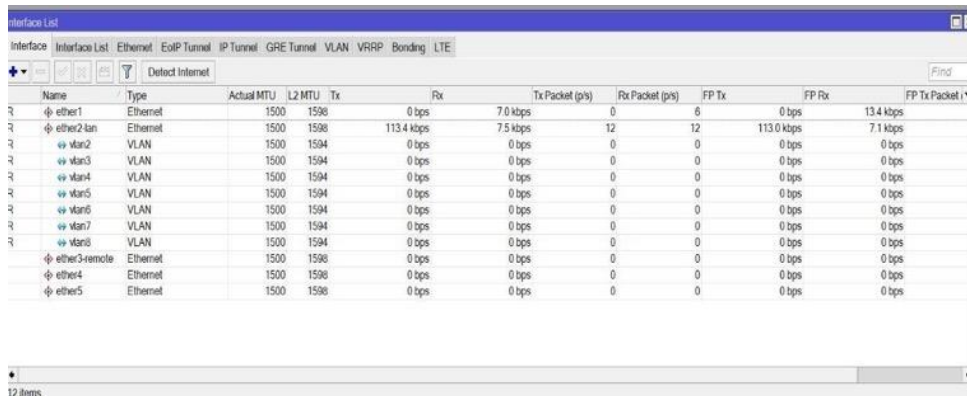 Interface List
Interface Interface List Ethernet EoIP Tunnel IP Tunnel GRE Tunnel VLAN VRRP Bonding LTE
Detect Internet Find
Name Type Actual MTU L2 MTU Tx Rx Tx Packet (p/s) Rx Packet (p/s) FP Tx FP Rx FP Tx Packet
R ether1 Ethernet 1500 1598 0 bps 7.0 kbps 0 6 0 bps 13.4 kbps
R ether2-lan Ethernet 1500 1598 113.4 kbps 7.5 kbps 12 12 113.0 kbps 7.1 kbps
R vlan2 VLAN 1500 1594 0 bps 0 bps 0 0 0 bps 0 bps
R vlan3 VLAN 1500 1594 0 bps 0 bps 0 0 0 bps 0 bps
R vlan4 VLAN 1500 1594 0 bps 0 bps 0 0 0 bps 0 bps
R vlan5 VLAN 1500 1594 0 bps 0 bps 0 0 0 bps 0 bps
R vlan6 VLAN 1500 1594 0 bps 0 bps 0 0 0 bps 0 bps
R vlan7 VLAN 1500 1594 0 bps 0 bps 0 0 0 bps 0 bps
R vlan8 VLAN 1500 1594 0 bps 0 bps 0 0 0 bps 0 bps
ether3-remote Ethernet 1500 1598 0 bps 0 bps 0 0 0 bps 0 bps
ether4 Ethernet 1500 1598 0 bps 0 bps 0 0 0 bps 0 bps
ether5 Ethernet 1500 1598 0 bps 0 bps 0 0 0 bps 0 bps
12 items